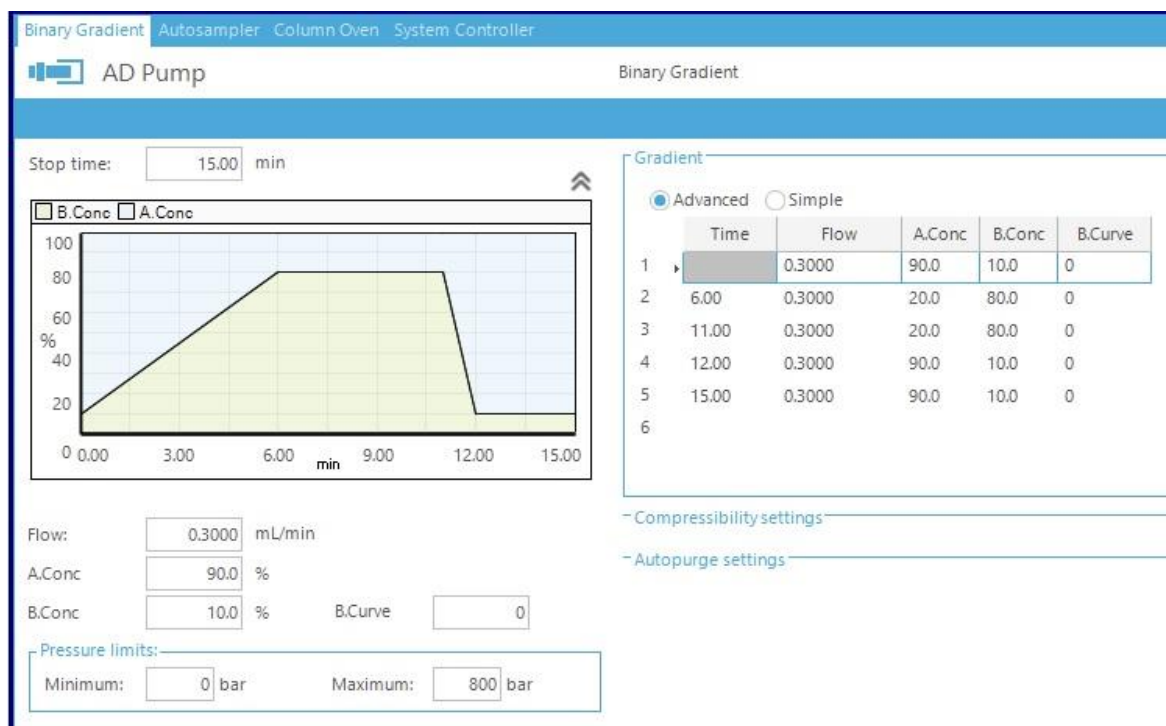 Binary Gradient Autosampler Column Oven System Controller
AD Pump Binary Gradient
Stop time: 15.00 min
B.Conc A.Conc
100
80
60
%
40
20
0 0.00 3.00 6.00 min 9.00 12.00 15.00
Flow: 0.3000 mL/min
A.Conc 90.0 %
B.Conc 10.0 % B.Curve 0
Pressure limits:
Minimum: 0 bar Maximum: 800 bar
Gradient
Advanced Simple
Time Flow A.Conc B.Conc B.Curve
1 0.3000 90.0 10.0 0
2 6.00 0.3000 20.0 80.0 0
3 11.00 0.3000 20.0 80.0 0
4 12.00 0.3000 90.0 10.0 0
5 15.00 0.3000 90.0 10.0 0
6
Compressibility settings
Autopurge settings